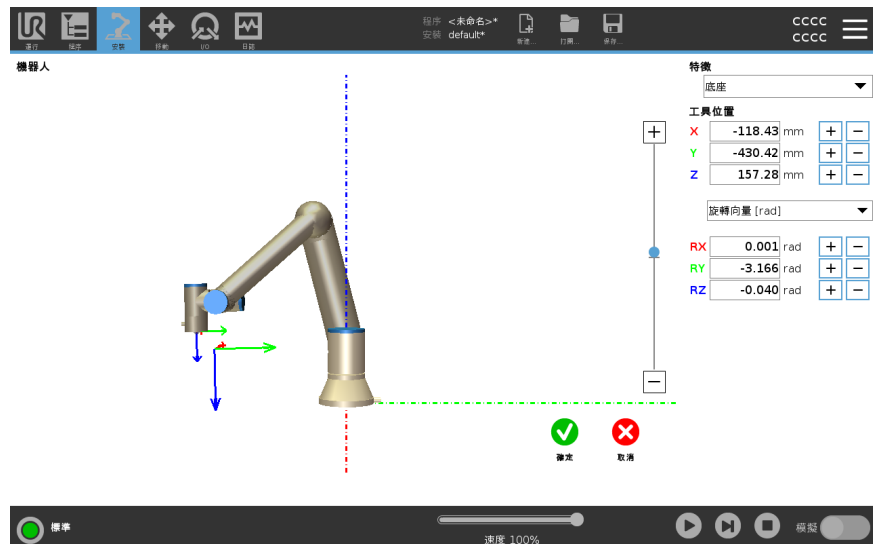 UR
運行
程序
安裝
移動
I/O
日誌
程序 <未命名>*
安裝 default*
新建...
打開...
保存...
cccc
cccc
機器人
特徵
底座
工具位置
X -118.43 mm + −
Y -430.42 mm + −
Z 157.28 mm + −
旋轉向量 [rad]
RX 0.001 rad + −
RY -3.166 rad + −
RZ -0.040 rad + −
+
−
確定
取消
標準
速度 100%
模擬